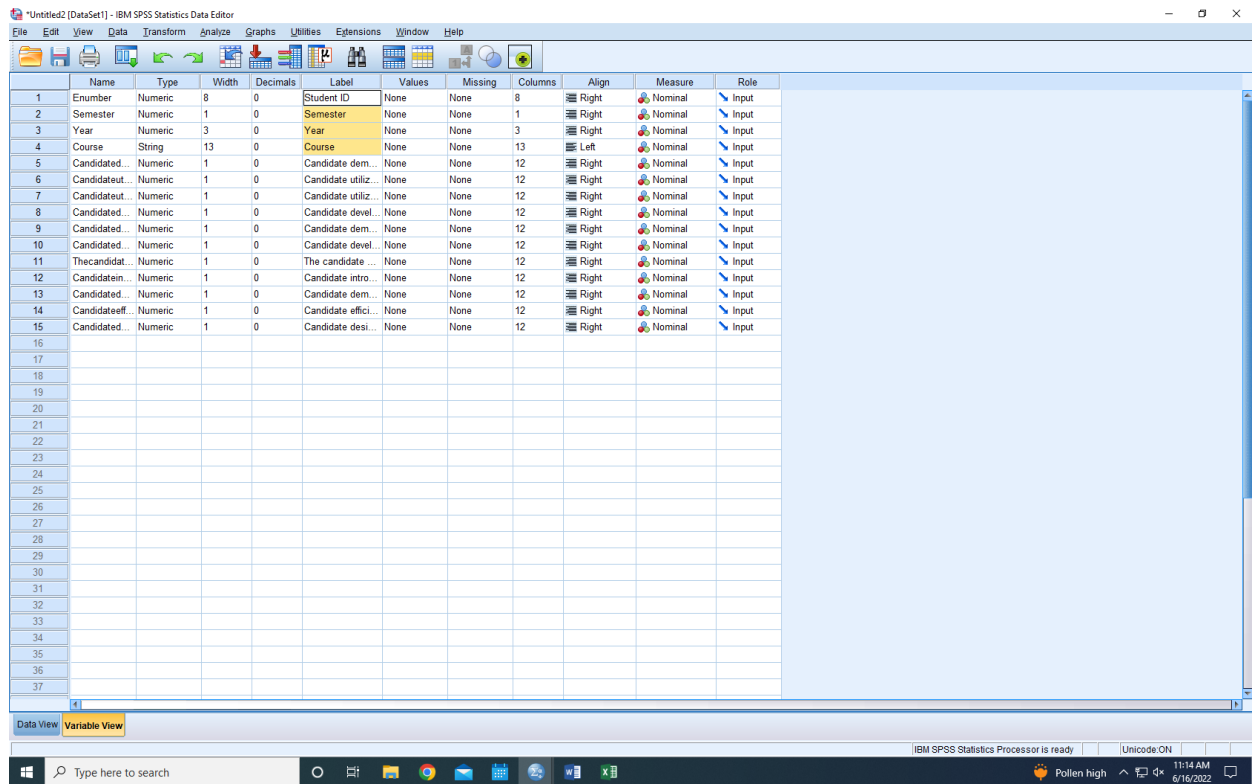 *Untitled2 [DataSet1] - IBM SPSS Statistics Data Editor
File Edit View Data Transform Analyze Graphs Utilities Extensions Window Help
Name Type Width Decimals Label Values Missing Columns Align Measure Role
1 Enumber Numeric 8 0 Student ID None None 8 Right Nominal Input
2 Semester Numeric 1 0 Semester None None 1 Right Nominal Input
3 Year Numeric 3 0 Year None None 3 Right Nominal Input
4 Course String 13 0 Course None None 13 Left Nominal Input
5 Candidated... Numeric 1 0 Candidate dem... None None 12 Right Nominal Input
6 Candidateut... Numeric 1 0 Candidate utiliz... None None 12 Right Nominal Input
7 Candidateut... Numeric 1 0 Candidate utiliz... None None 12 Right Nominal Input
8 Candidated... Numeric 1 0 Candidate devel... None None 12 Right Nominal Input
9 Candidated... Numeric 1 0 Candidate dem... None None 12 Right Nominal Input
10 Candidated... Numeric 1 0 Candidate devel... None None 12 Right Nominal Input
11 Thecandidat... Numeric 1 0 The candidate ... None None 12 Right Nominal Input
12 Candidatein... Numeric 1 0 Candidate intro... None None 12 Right Nominal Input
13 Candidated... Numeric 1 0 Candidate dem... None None 12 Right Nominal Input
14 Candidateeff... Numeric 1 0 Candidate effici... None None 12 Right Nominal Input
15 Candidated... Numeric 1 0 Candidate desi... None None 12 Right Nominal Input
16
17
18
19
20
21
22
23
24
25
26
27
28
29
30
31
32
33
34
35
36
37
Data View Variable View
IBM SPSS Statistics Processor is ready Unicode:ON
Type here to search
Pollen high
11:14 AM
6/16/2022